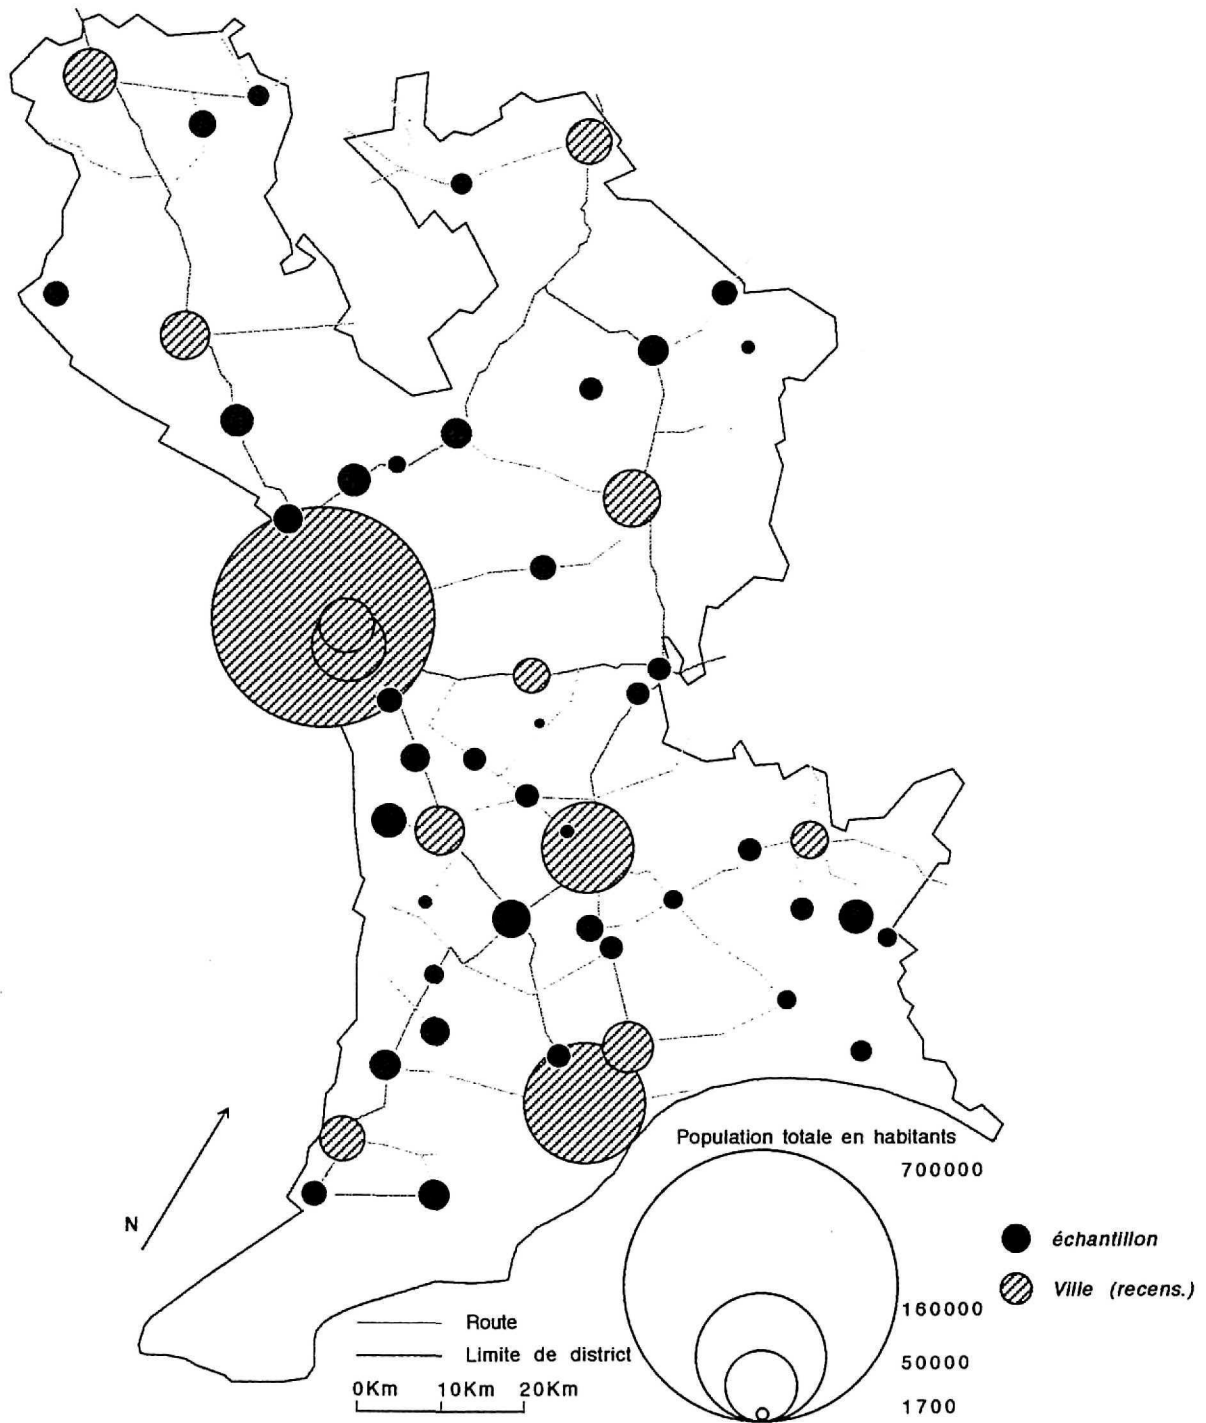 N
Population totale en habitants
700000
160000
50000
1700
échantillon
Ville (recens.)
Route
Limite de district
0Km 10Km 20Km